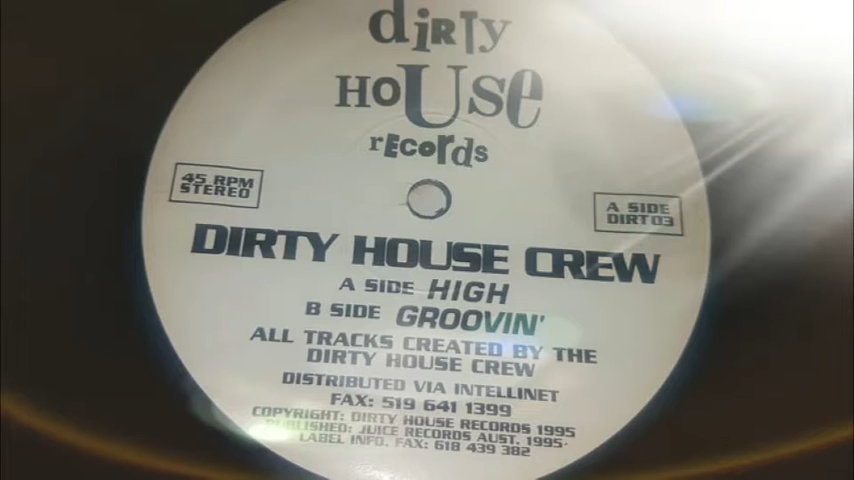 dirty
House
records
45 RPM
STEREO
A SIDE
DIRT 03
DIRTY HOUSE CREW
A SIDE HIGH
B SIDE GROOVIN'
ALL TRACKS CREATED BY THE
DIRTY HOUSE CREW
DISTRIBUTED VIA INTELLINET
FAX: 519 641 1399
COPYRIGHT: DIRTY HOUSE RECORDS 1995
PUBLISHED: JUICE RECORDS AUST. 1995-
LABEL INFO. FAX: 618 439 382